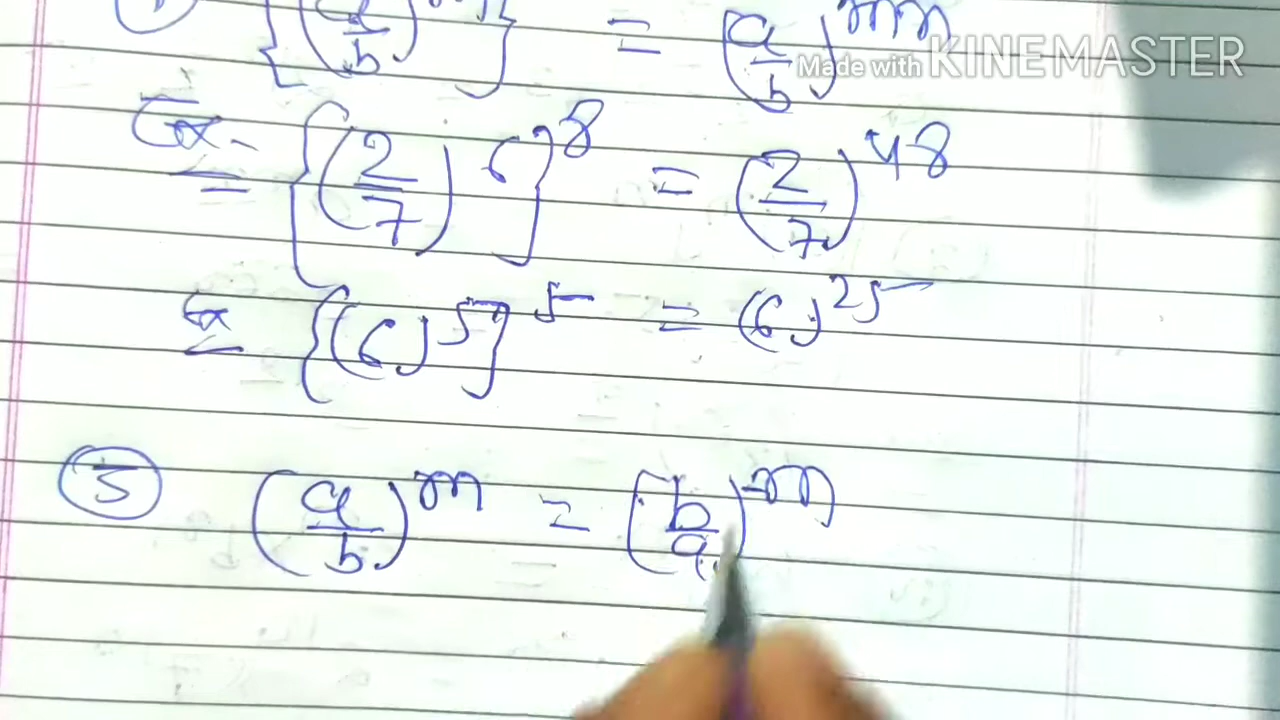 {(a/b)^m}^n = (a/b)^mn
Made with KINEMASTER
Ex. {(2/7)^6}^8 = (2/7)^48
Ex {(6)^5}^5 = (6)^25
5 (a/b)^m = (b/a)^-m